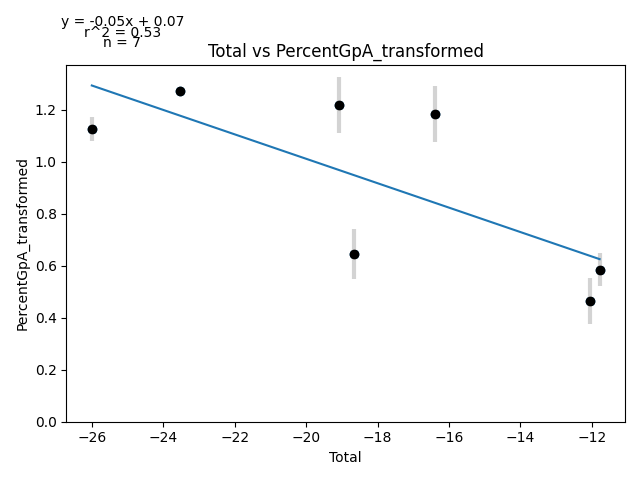 y = -0.05x + 0.07
r^2 = 0.53
n = 7
Total vs PercentGpA_transformed
PercentGpA_transformed
1.2
1.0
0.8
0.6
0.4
0.2
0.0
−26 −24 −22 −20 −18 −16 −14 −12
Total